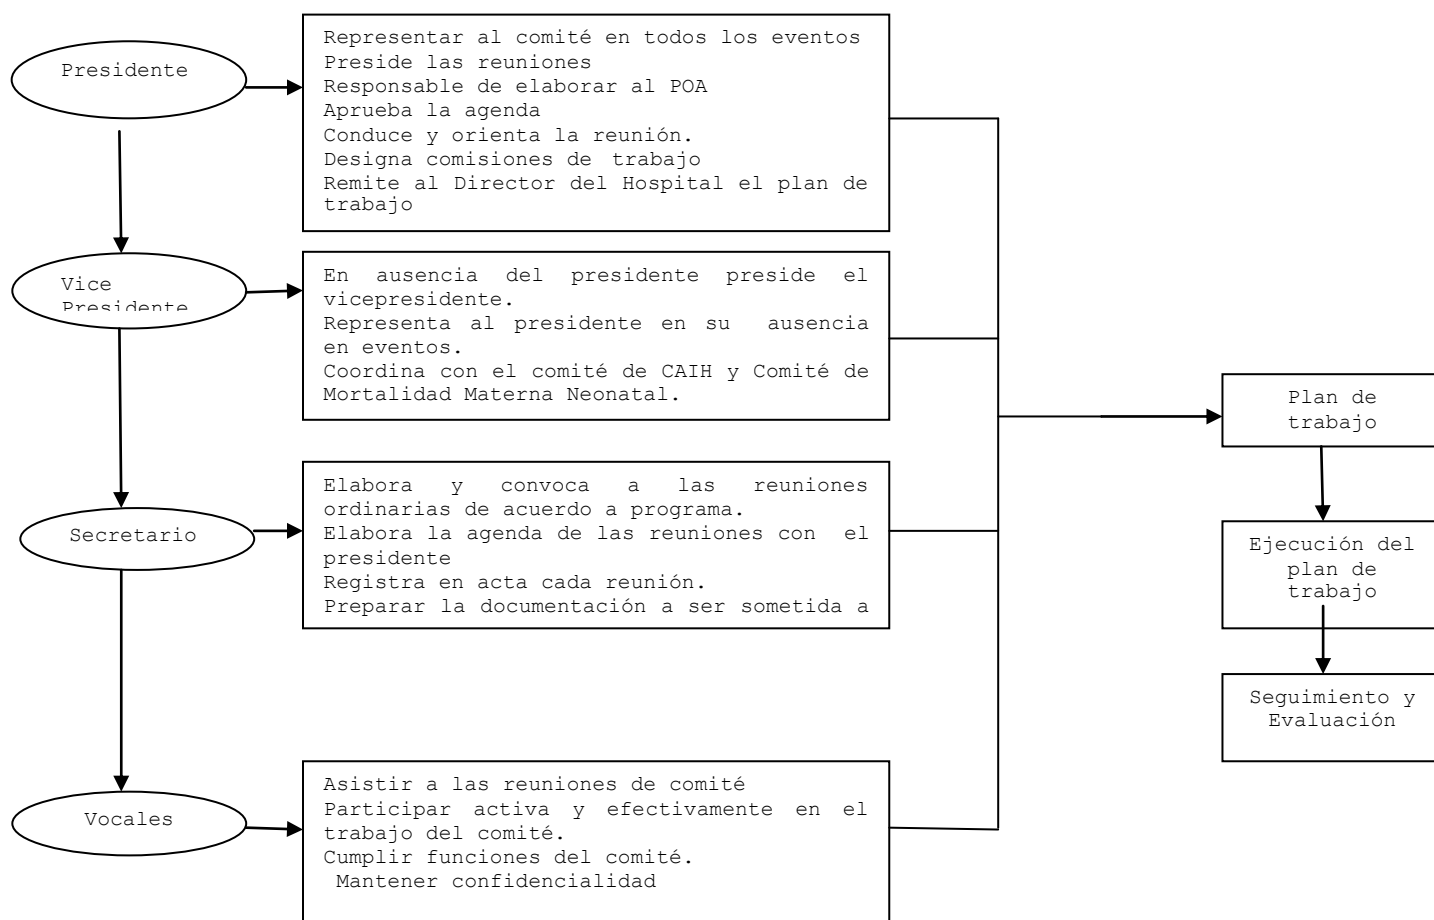 Presidente
Representar al comité en todos los eventos
Preside las reuniones
Responsable de elaborar al POA
Aprueba la agenda
Conduce y orienta la reunión.
Designa comisiones de trabajo
Remite al Director del Hospital el plan de
trabajo
Vice
Presidente
En ausencia del presidente preside el
vicepresidente.
Representa al presidente en su ausencia
en eventos.
Coordina con el comité de CAIH y Comité de
Mortalidad Materna Neonatal.
Secretario
Elabora y convoca a las reuniones
ordinarias de acuerdo a programa.
Elabora la agenda de las reuniones con el
presidente
Registra en acta cada reunión.
Preparar la documentación a ser sometida a
Vocales
Asistir a las reuniones de comité
Participar activa y efectivamente en el
trabajo del comité.
Cumplir funciones del comité.
Mantener confidencialidad
Plan de
trabajo
Ejecución del
plan de
trabajo
Seguimiento y
Evaluación